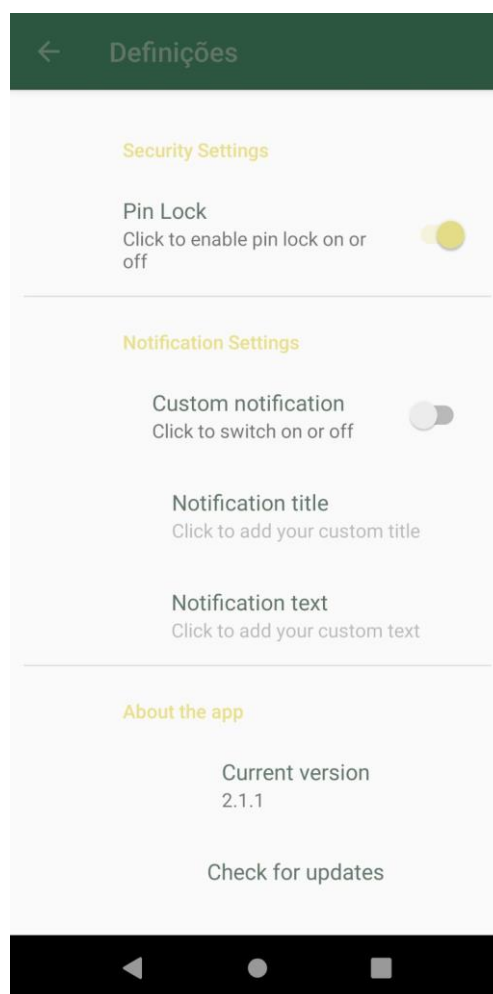 Definições
Security Settings
Pin Lock
Click to enable pin lock on or
off
Notification Settings
Custom notification
Click to switch on or off
Notification title
Click to add your custom title
Notification text
Click to add your custom text
About the app
Current version
2.1.1
Check for updates